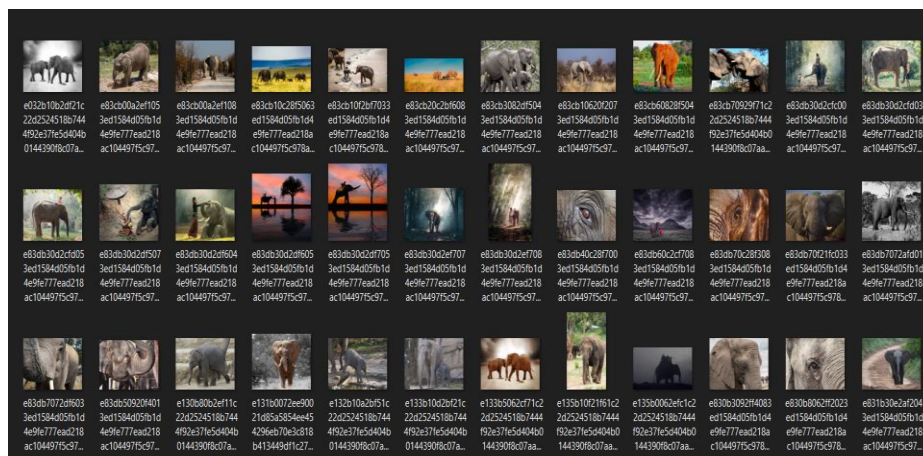 e032b10b2df21c
22d2524518b744
4f92e37fe5d404b
0144390f8c07a...
e83cb00a2ef105
3ed1584d05fb1d
4e9fe777ead218
ac104497f5c97...
e83cb00a2ef108
3ed1584d05fb1d
4e9fe777ead218
ac104497f5c97...
e83cb10c28f5063
ed1584d05fb1d4
e9fe777ead218a
c104497f5c978a...
e83cb10f2bf7033
ed1584d05fb1d4
e9fe777ead218a
c104497f5c978...
e83cb20c2bf608
3ed1584d05fb1d
4e9fe777ead218
ac104497f5c97...
e83cb3082df504
3ed1584d05fb1d
4e9fe777ead218
ac104497f5c97...
e83cb10620f207
3ed1584d05fb1d
4e9fe777ead218
ac104497f5c97...
e83cb60828f504
3ed1584d05fb1d
4e9fe777ead218
ac104497f5c97...
e83cb70929f71c2
2d2524518b7444
f92e37fe5d404b0
144390f8c07aa...
e83db30d2cfc00
3ed1584d05fb1d
4e9fe777ead218
ac104497f5c97...
e83db30d2cfd03
3ed1584d05fb1d
4e9fe777ead218
ac104497f5c97...
e83db30d2cfd05
3ed1584d05fb1d
4e9fe777ead218
ac104497f5c97...
e83db30d2df507
3ed1584d05fb1d
4e9fe777ead218
ac104497f5c97...
e83db30d2df604
3ed1584d05fb1d
4e9fe777ead218
ac104497f5c97...
e83db30d2df605
3ed1584d05fb1d
4e9fe777ead218
ac104497f5c97...
e83db30d2df705
3ed1584d05fb1d
4e9fe777ead218
ac104497f5c97...
e83db30d2ef707
3ed1584d05fb1d
4e9fe777ead218
ac104497f5c97...
e83db30d2ef708
3ed1584d05fb1d
4e9fe777ead218
ac104497f5c97...
e83db40c28f700
3ed1584d05fb1d
4e9fe777ead218
ac104497f5c97...
e83db60c2cf708
3ed1584d05fb1d
4e9fe777ead218
ac104497f5c97...
e83db70c28f308
3ed1584d05fb1d
4e9fe777ead218
ac104497f5c97...
e83db70f21fc033
ed1584d05fb1d4
e9fe777ead218a
c104497f5c978...
e83db7072afd01
3ed1584d05fb1d
4e9fe777ead218
ac104497f5c97...
e83db7072df603
3ed1584d05fb1d
4e9fe777ead218
ac104497f5c97...
e83db50920f401
3ed1584d05fb1d
4e9fe777ead218
ac104497f5c97...
e130b80b2ef11c
22d2524518b744
4f92e37fe5d404b
0144390f8c07a...
e131b0072ee900
21d85a5854ee45
4296eb70e3c818
b413449df1c27...
e132b10a2bf51c
22d2524518b744
4f92e37fe5d404b
0144390f8c07a...
e133b10d2bf21c
22d2524518b744
4f92e37fe5d404b
0144390f8c07a...
e133b5062cf71c2
2d2524518b7444
f92e37fe5d404b0
144390f8c07aa...
e135b10f21f61c2
2d2524518b7444
f92e37fe5d404b0
144390f8c07aa...
e135b0062efc1c2
2d2524518b7444
f92e37fe5d404b0
144390f8c07aa...
e830b3092ff4083
ed1584d05fb1d4
e9fe777ead218a
c104497f5c978...
e830b8062ff2023
ed1584d05fb1d4
e9fe777ead218a
c104497f5c978...
e831b30e2af204
3ed1584d05fb1d
4e9fe777ead218
ac104497f5c97...